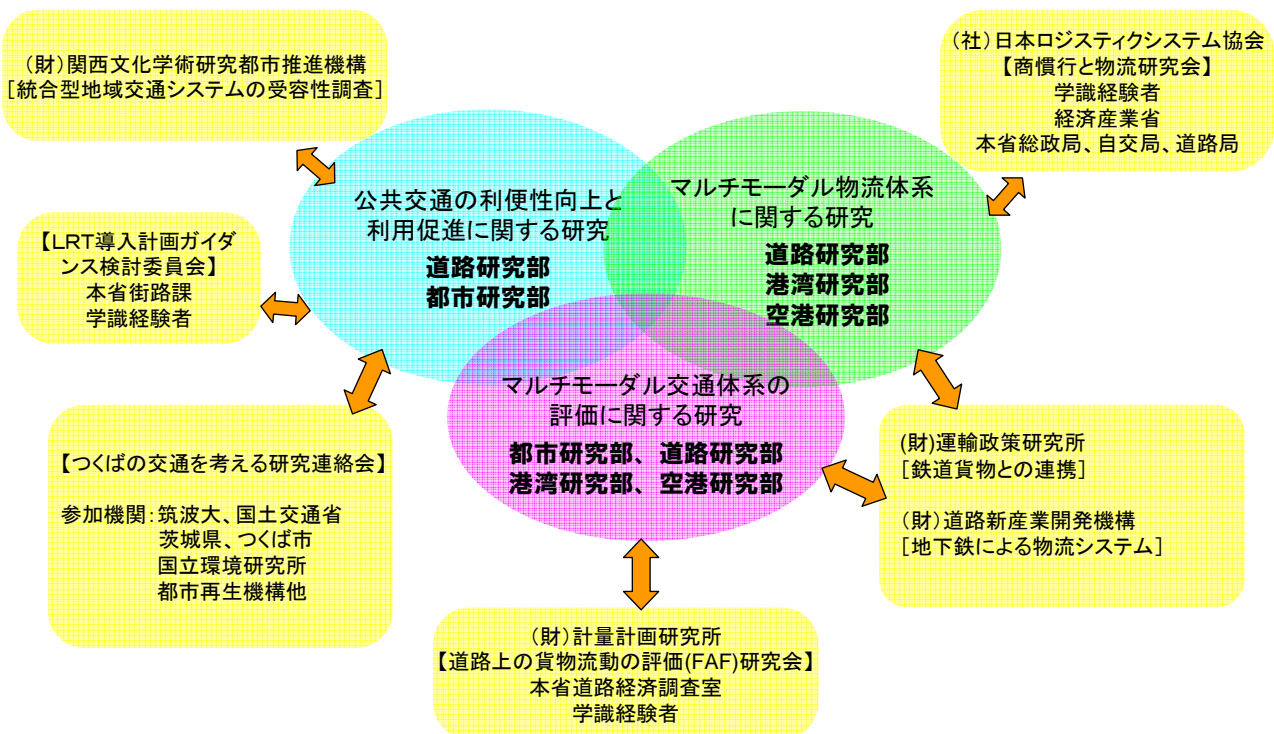 (財)関西文化学術研究都市推進機構
[統合型地域交通システムの受容性調査]
(社)日本ロジスティクシステム協会
【商慣行と物流研究会】
学識経験者
経済産業省
本省総政局、自交局、道路局
公共交通の利便性向上と
利用促進に関する研究
道路研究部
都市研究部
マルチモーダル物流体系
に関する研究
道路研究部
港湾研究部
空港研究部
【LRT導入計画ガイダ
ンス検討委員会】
本省街路課
学識経験者
マルチモーダル交通体系の
評価に関する研究
都市研究部、道路研究部
港湾研究部、空港研究部
【つくばの交通を考える研究連絡会】
参加機関:筑波大、国土交通省
茨城県、つくば市
国立環境研究所
都市再生機構他
(財)運輸政策研究所
[鉄道貨物との連携]
(財)道路新産業開発機構
[地下鉄による物流システム]
(財)計量計画研究所
【道路上の貨物流動の評価(FAF)研究会】
本省道路経済調査室
学識経験者